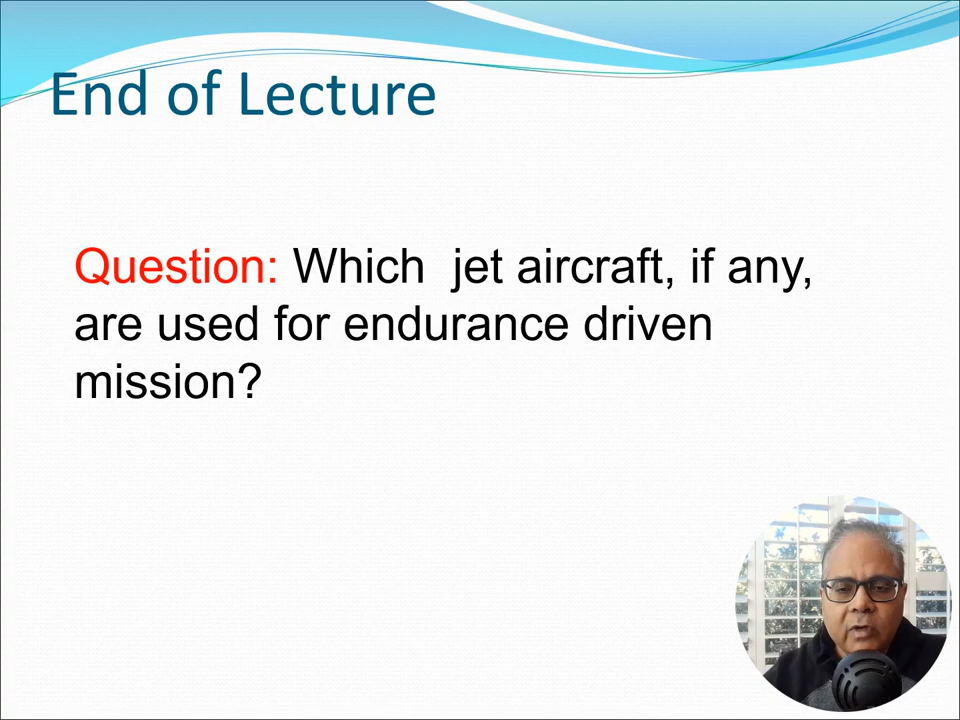 End of Lecture
Question: Which  jet aircraft, if any,
are used for endurance driven
mission?